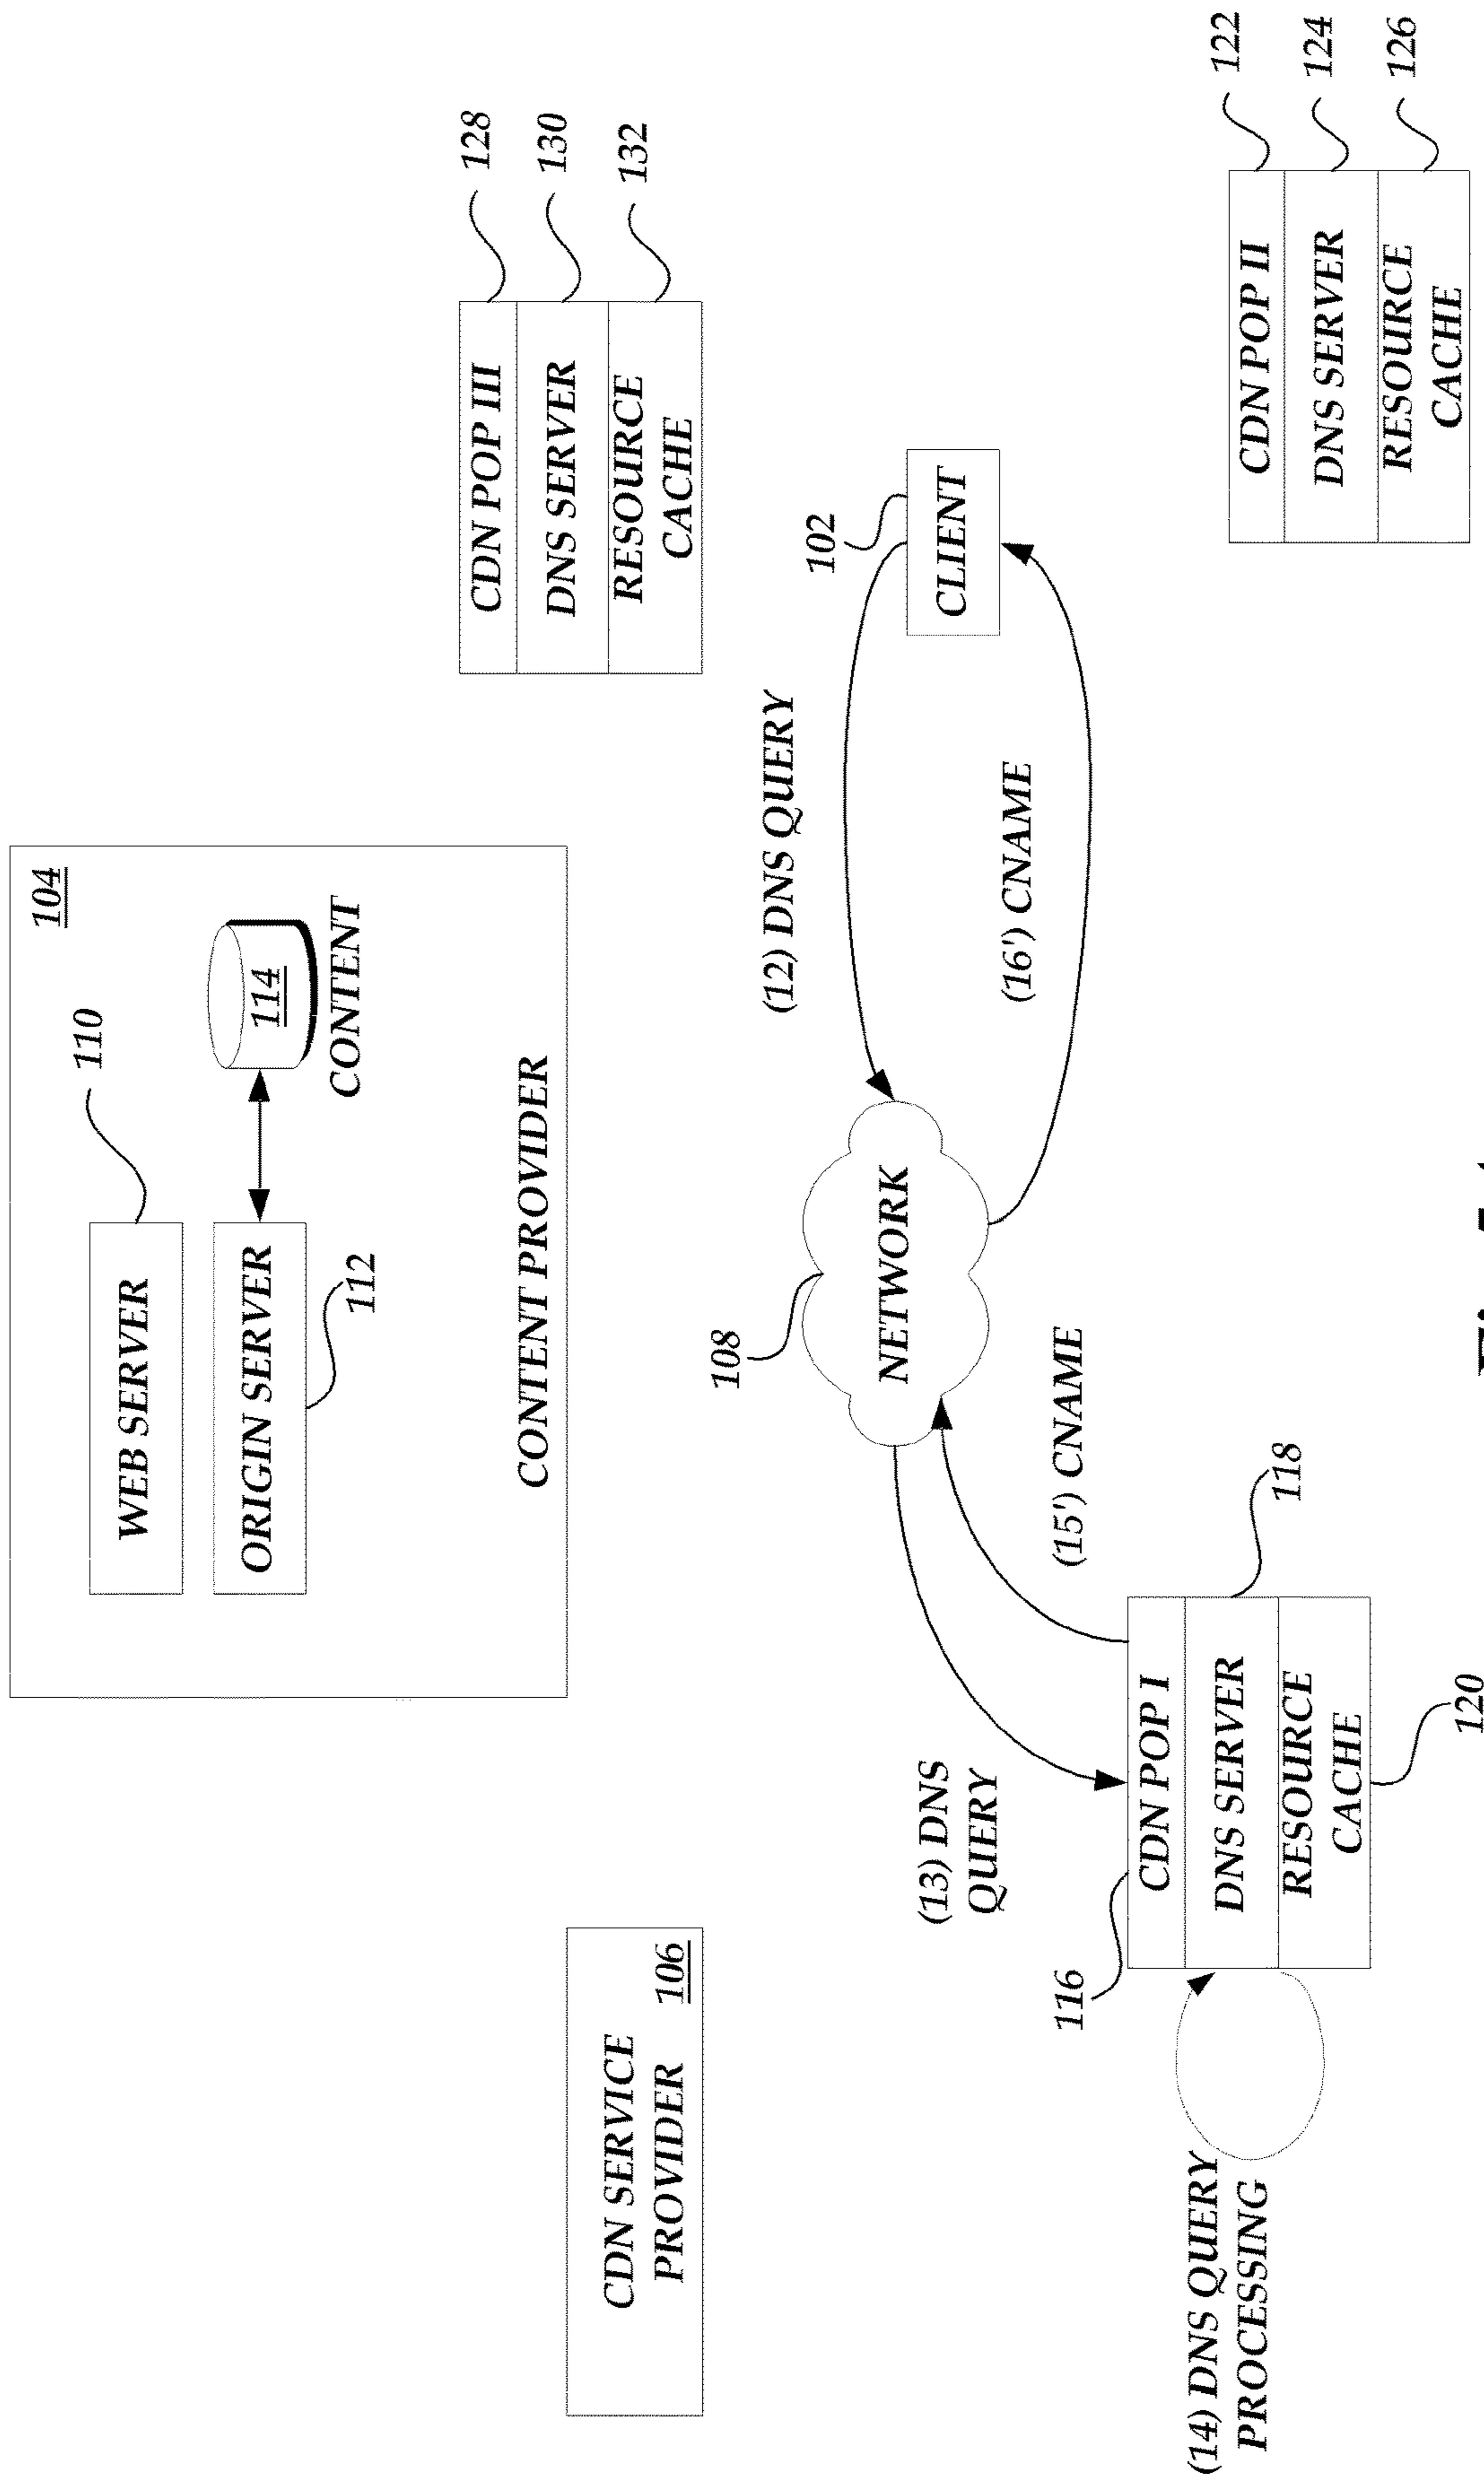 104
WEB SERVER
110
ORIGIN SERVER
112
114
CONTENT
CONTENT PROVIDER
CDN SERVICE
PROVIDER
106
CDN POP III
DNS SERVER
RESOURCE
CACHE
128
130
132
(12) DNS QUERY
102
CLIENT
108
NETWORK
(16') CNAME
(13) DNS
QUERY
(15') CNAME
116
CDN POP I
DNS SERVER
RESOURCE
CACHE
118
120
(14) DNS QUERY
PROCESSING
CDN POP II
DNS SERVER
RESOURCE
CACHE
122
124
126